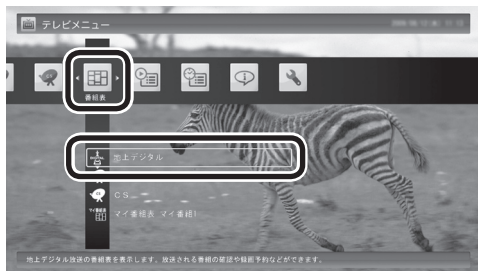 テレビメニュー
番組表
地上デジタル
CS
マイ番組表 マイ番組1
地上デジタル放送の番組表を表示します。放送される番組の確認や録画予約などができます。